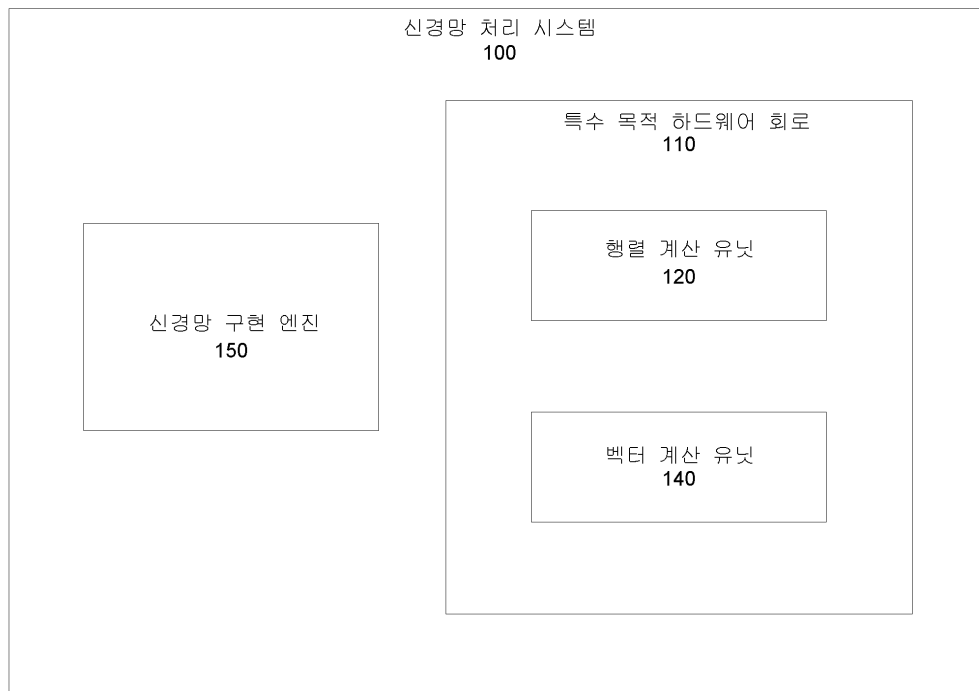 신경망 처리 시스템
100
특수 목적 하드웨어 회로
110
행렬 계산 유닛
120
신경망 구현 엔진
150
벡터 계산 유닛
140